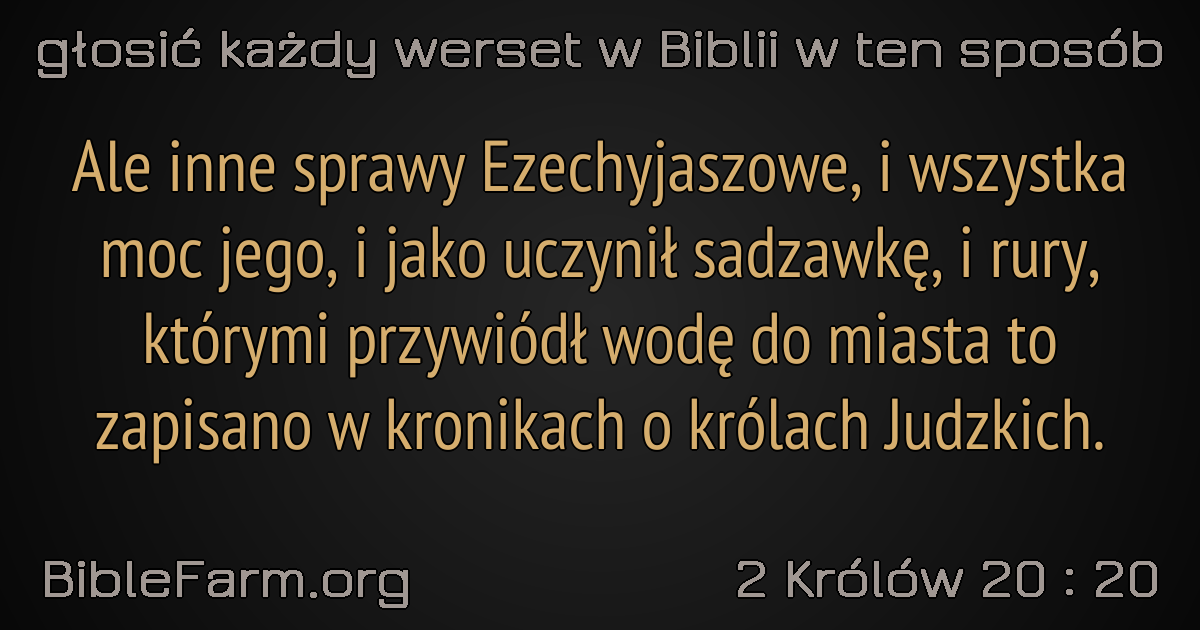 głosić każdy werset w Biblii w ten sposób
Ale inne sprawy Ezechyjaszowe, i wszystka
moc jego, i jako uczynił sadzawkę, i rury,
którymi przywiódł wodę do miasta to
zapisano w kronikach o królach Judzkich.
BibleFarm.org
2 Królów 20 : 20